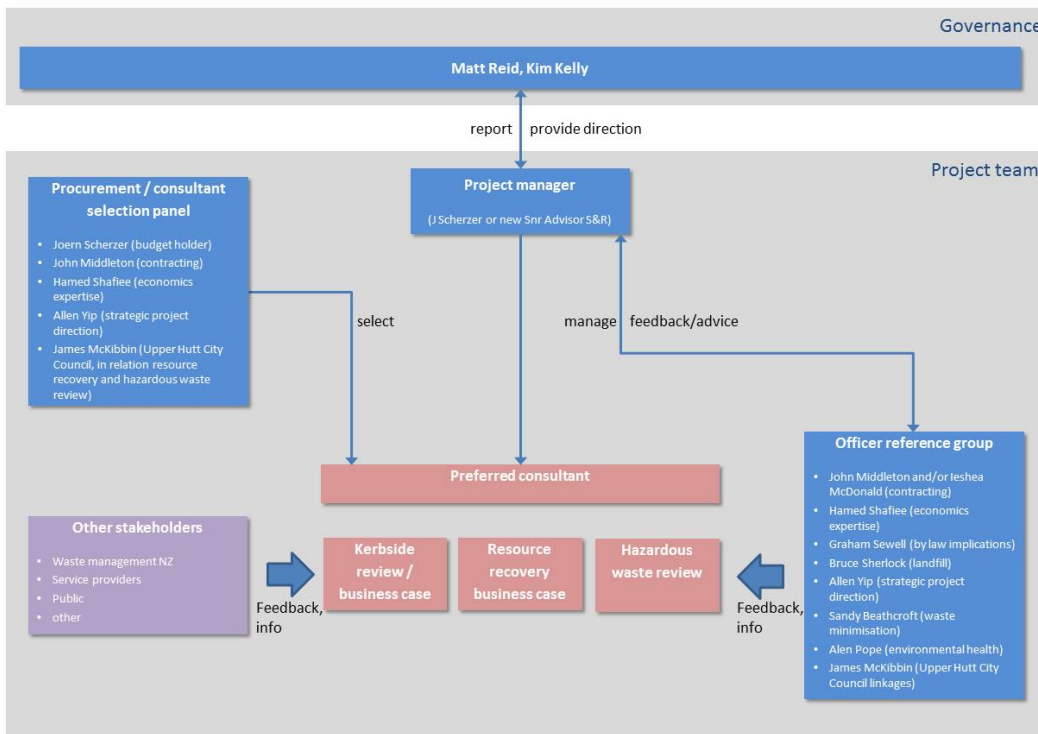 Governance
Matt Reid, Kim Kelly
report
provide direction
Project team
Procurement / consultant
selection panel
• Joern Scherzer (budget holder)
• John Middleton (contracting)
• Hamed Shafiee (economics
expertise)
• Allen Yip (strategic project
direction)
• James McKibbin (Upper Hutt City
Council, in relation resource
recovery and hazardous waste
review)
Project manager
(J Scherzer or new Snr Advisor S&R)
select
manage
feedback/advice
Officer reference group
• John Middleton and/or Ieshea
McDonald (contracting)
• Hamed Shafiee (economics
expertise)
• Graham Sewell (by law implications)
• Bruce Sherlock (landfill)
• Allen Yip (strategic project
direction)
• Sandy Beathcroft (waste
minimisation)
• Alen Pope (environmental health)
• James McKibbin (Upper Hutt City
Council linkages)
Preferred consultant
Other stakeholders
• Waste management NZ
• Service providers
• Public
• other
Feedback,
info
Kerbside
review /
business case
Resource
recovery
business case
Hazardous
waste review
Feedback,
info